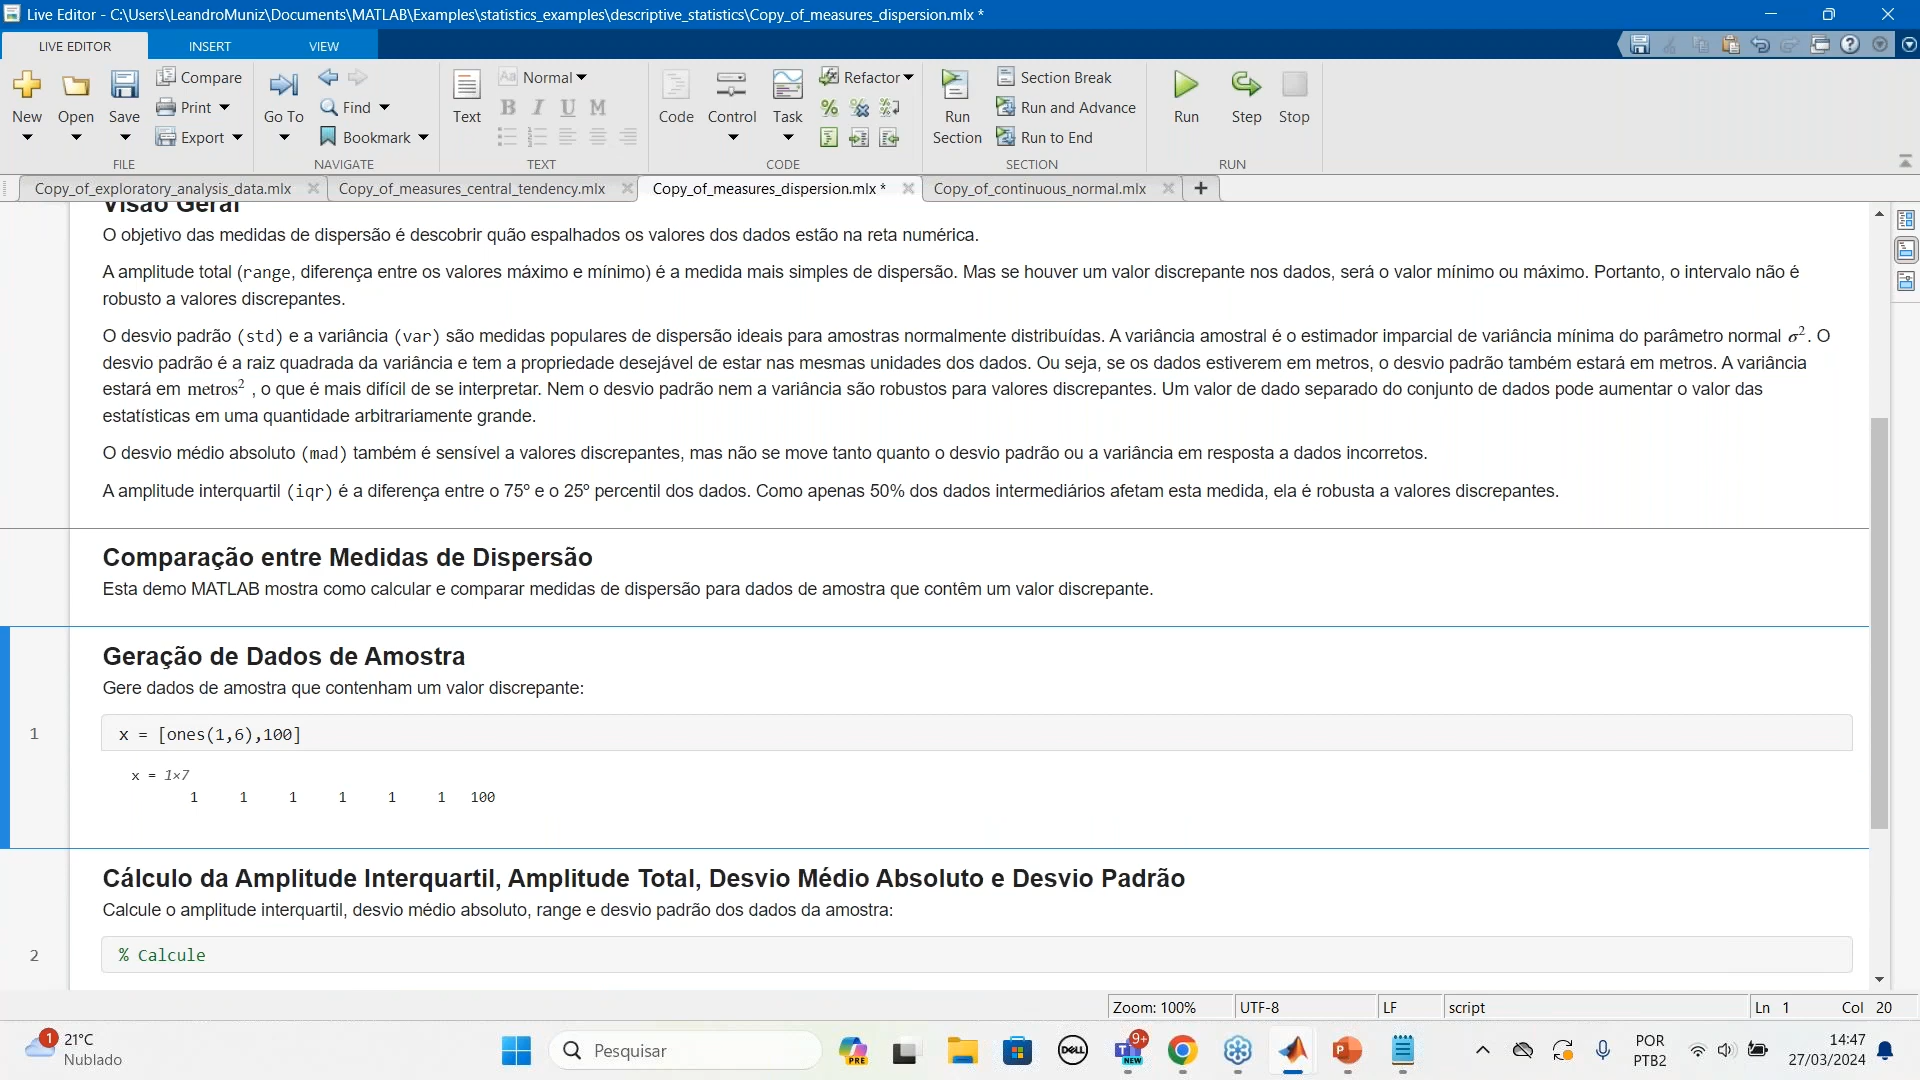 Live Editor - C:\Users\LeandroMuniz\Documents\MATLAB\Examples\statistics_examples\descriptive_statistics\Copy_of_measures_dispersion.mlx *
LIVE EDITOR INSERT VIEW
New Open Save Compare Print Export FILE
Go To Find Bookmark NAVIGATE
Text Aa Normal B I U M TEXT
Code Control Task Refactor CODE
Run Section Section Break Run and Advance Run to End SECTION
Run Step Stop RUN
Copy_of_exploratory_analysis_data.mlx Copy_of_measures_central_tendency.mlx Copy_of_measures_dispersion.mlx * Copy_of_continuous_normal.mlx +
Visão Geral
O objetivo das medidas de dispersão é descobrir quão espalhados os valores dos dados estão na reta numérica.
A amplitude total (range, diferença entre os valores máximo e mínimo) é a medida mais simples de dispersão. Mas se houver um valor discrepante nos dados, será o valor mínimo ou máximo. Portanto, o intervalo não é
robusto a valores discrepantes.
O desvio padrão (std) e a variância (var) são medidas populares de dispersão ideais para amostras normalmente distribuídas. A variância amostral é o estimador imparcial de variância mínima do parâmetro normal σ². O
desvio padrão é a raiz quadrada da variância e tem a propriedade desejável de estar nas mesmas unidades dos dados. Ou seja, se os dados estiverem em metros, o desvio padrão também estará em metros. A variância
estará em metros² , o que é mais difícil de se interpretar. Nem o desvio padrão nem a variância são robustos para valores discrepantes. Um valor de dado separado do conjunto de dados pode aumentar o valor das
estatísticas em uma quantidade arbitrariamente grande.
O desvio médio absoluto (mad) também é sensível a valores discrepantes, mas não se move tanto quanto o desvio padrão ou a variância em resposta a dados incorretos.
A amplitude interquartil (iqr) é a diferença entre o 75º e o 25º percentil dos dados. Como apenas 50% dos dados intermediários afetam esta medida, ela é robusta a valores discrepantes.
Comparação entre Medidas de Dispersão
Esta demo MATLAB mostra como calcular e comparar medidas de dispersão para dados de amostra que contêm um valor discrepante.
Geração de Dados de Amostra
Gere dados de amostra que contenham um valor discrepante:
1 x = [ones(1,6),100]
x = 1×7
1 1 1 1 1 1 100
Cálculo da Amplitude Interquartil, Amplitude Total, Desvio Médio Absoluto e Desvio Padrão
Calcule o amplitude interquartil, desvio médio absoluto, range e desvio padrão dos dados da amostra:
2 % Calcule
Zoom: 100% UTF-8 LF script Ln 1 Col 20
1 21°C
Nublado
Pesquisar
PRE
DELL
9+
NEW
POR
PTB2
14:47
27/03/2024